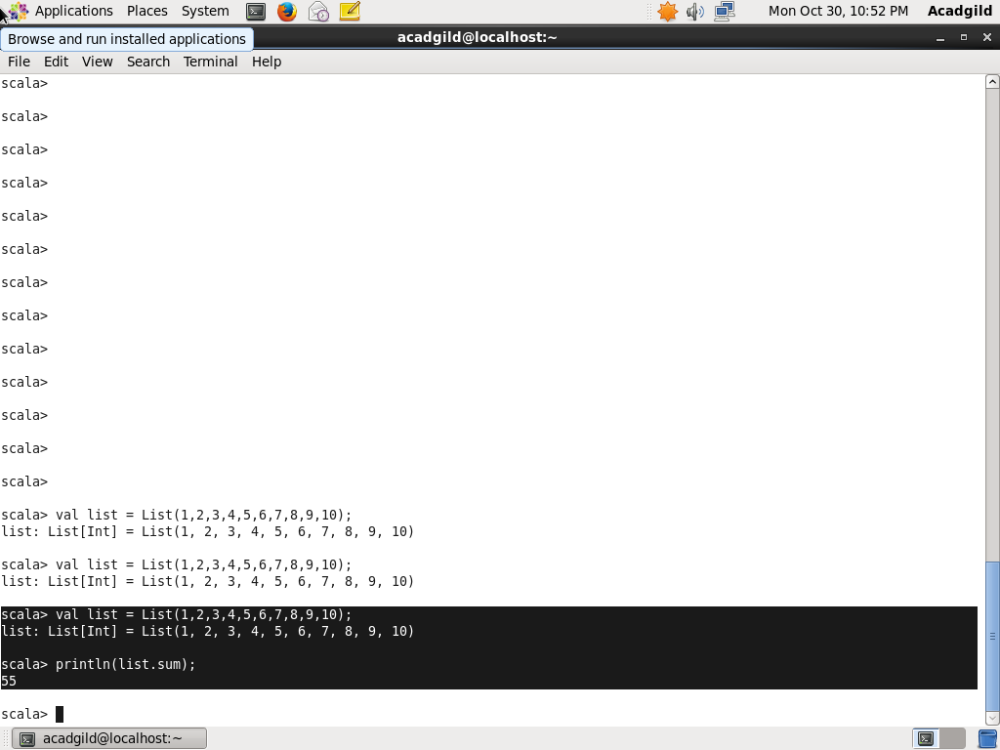 Applications Places System Mon Oct 30, 10:52 PM Acadgild
Browse and run installed applications acadgild@localhost:~
File Edit View Search Terminal Help
scala>
scala>
scala>
scala>
scala>
scala>
scala>
scala>
scala>
scala>
scala>
scala>
scala>
scala> val list = List(1,2,3,4,5,6,7,8,9,10);
list: List[Int] = List(1, 2, 3, 4, 5, 6, 7, 8, 9, 10)
scala> val list = List(1,2,3,4,5,6,7,8,9,10);
list: List[Int] = List(1, 2, 3, 4, 5, 6, 7, 8, 9, 10)
scala> val list = List(1,2,3,4,5,6,7,8,9,10);
list: List[Int] = List(1, 2, 3, 4, 5, 6, 7, 8, 9, 10)
scala> println(list.sum);
55
scala>
acadgild@localhost:~